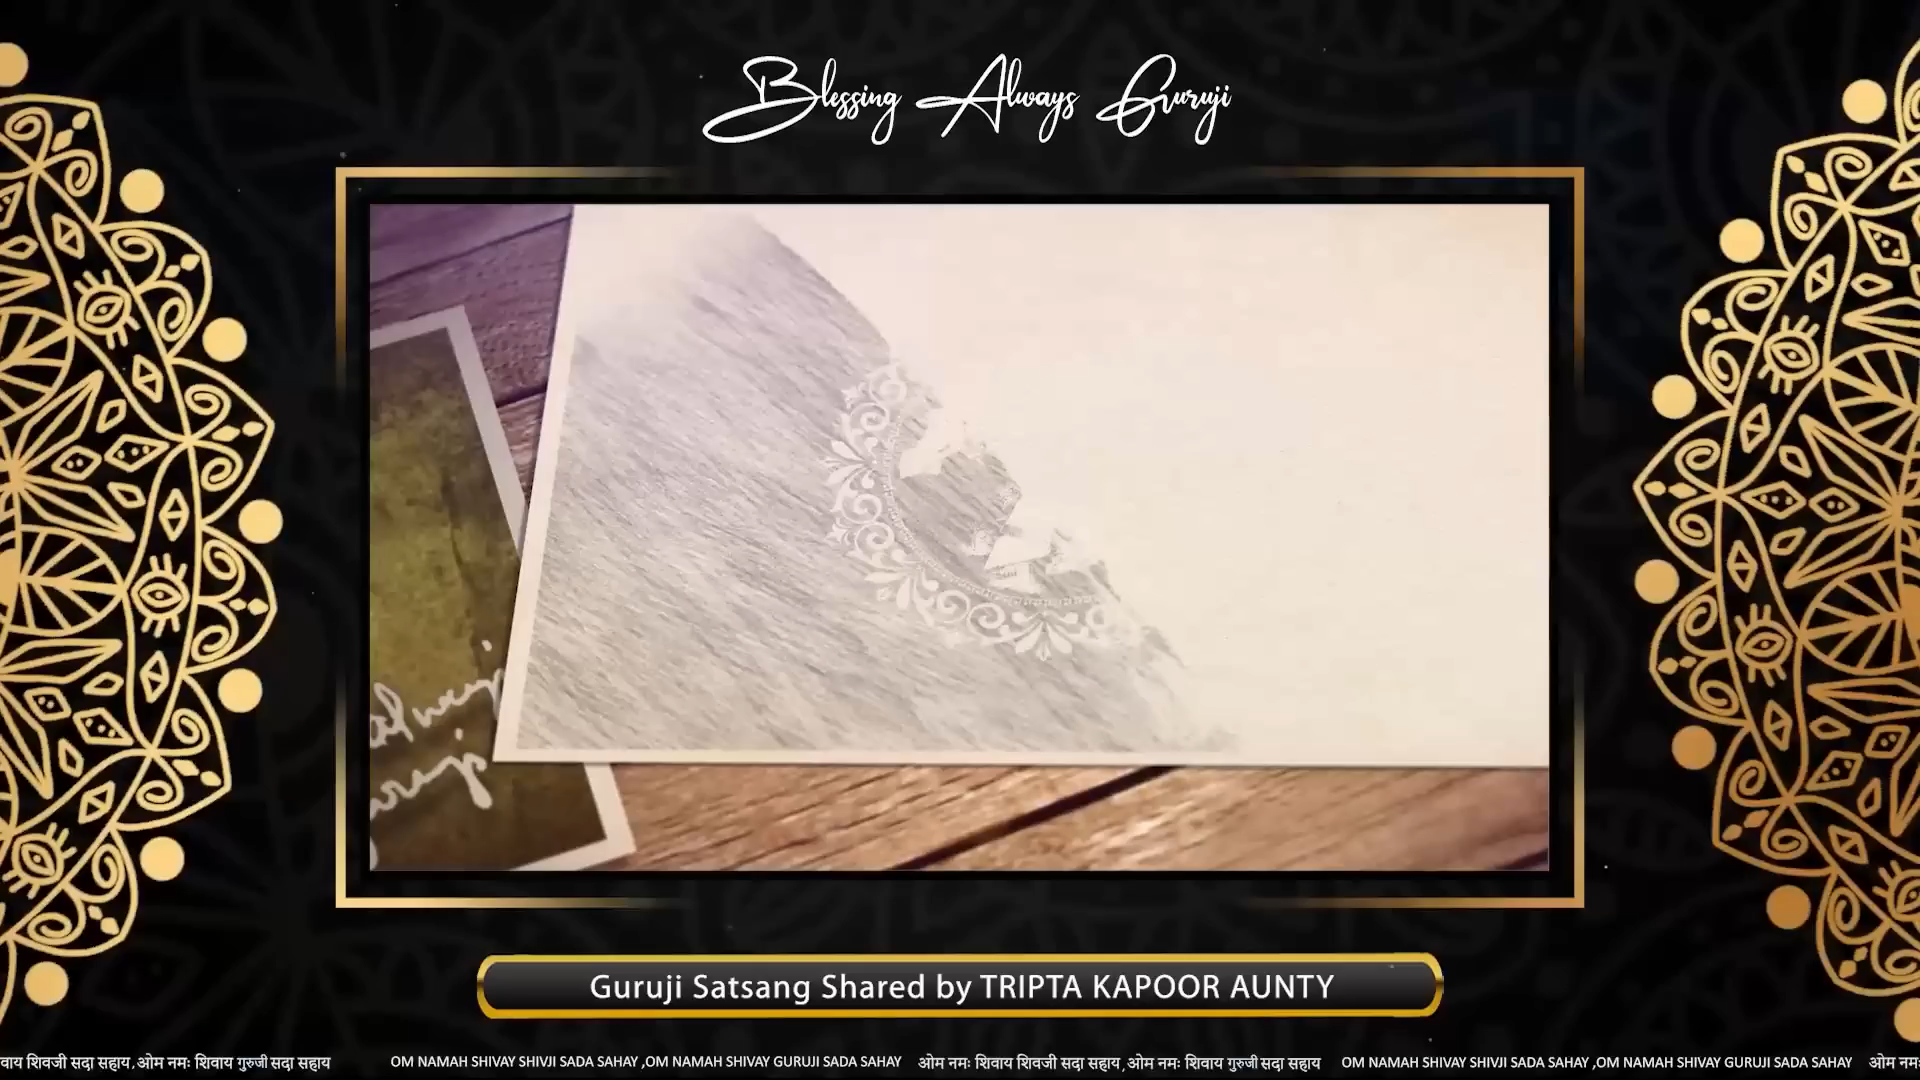 Blessing Always Guruji
Guruji Satsang Shared by TRIPTA KAPOOR AUNTY
वाय शिवजी सदा सहाय ,ओम नमः शिवाय गुरुजी सदा सहाय OM NAMAH SHIVAY SHIVJI SADA SAHAY ,OM NAMAH SHIVAY GURUJI SADA SAHAY ओम नमः शिवाय शिवजी सदा सहाय ,ओम नमः शिवाय गुरुजी सदा सहाय OM NAMAH SHIVAY SHIVJI SADA SAHAY ,OM NAMAH SHIVAY GURUJI SADA SAHAY ओम